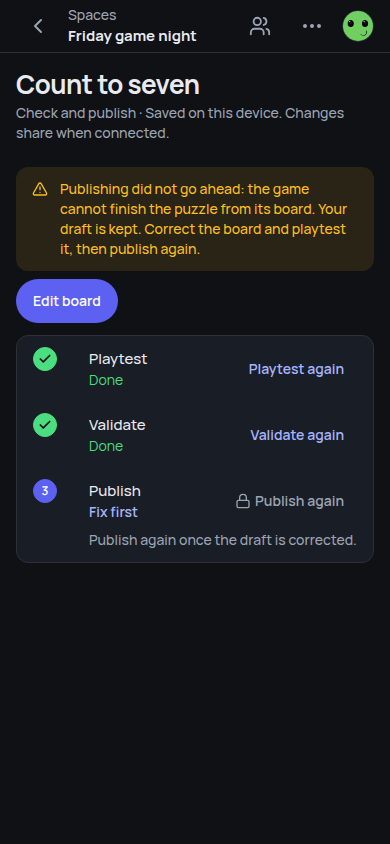 Spaces
Friday game night
Count to seven
Check and publish · Saved on this device. Changes
share when connected.
Publishing did not go ahead: the game
cannot finish the puzzle from its board. Your
draft is kept. Correct the board and playtest
it, then publish again.
Edit board
Playtest
Done
Playtest again
Validate
Done
Validate again
3
Publish
Fix first
Publish again
Publish again once the draft is corrected.